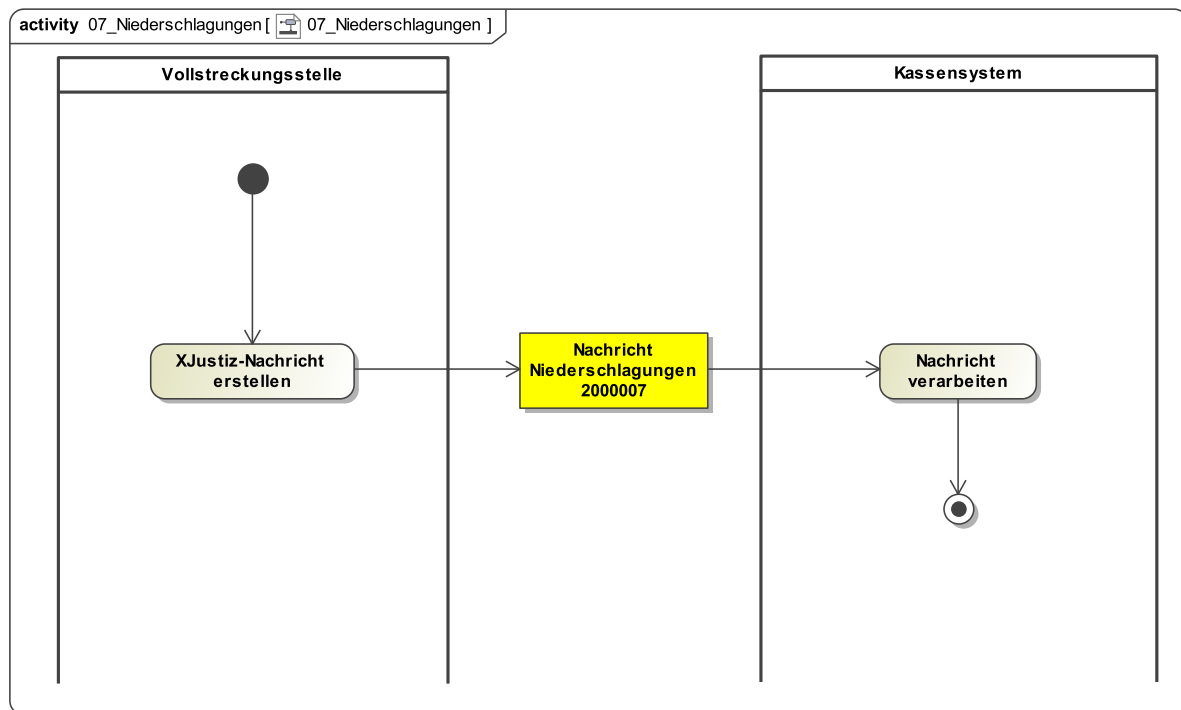 activity 07_Niederschlagungen [ 07_Niederschlagungen ]
Vollstreckungsstelle
Kassensystem
XJustiz-Nachricht
erstellen
Nachricht
Niederschlagungen
2000007
Nachricht
verarbeiten